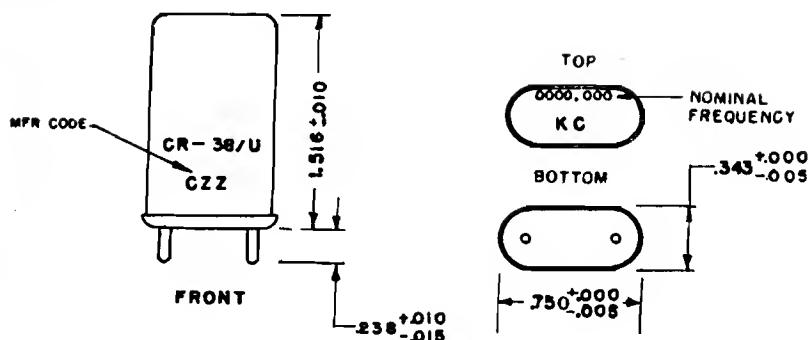 MFR CODE
CR-38/U
CZZ
1.516 ±.010
FRONT
.238 +.010 -.015
TOP
0000.000
KC
NOMINAL
FREQUENCY
BOTTOM
.343 +.000 -.005
.750 +.000 -.005